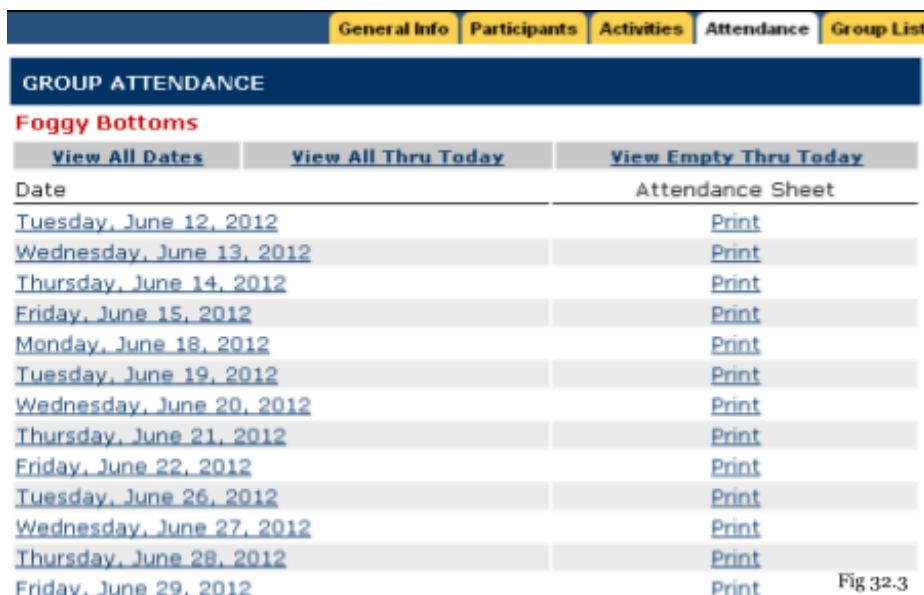 General Info Participants Activities Attendance Group List
GROUP ATTENDANCE
Foggy Bottoms
View All Dates View All Thru Today View Empty Thru Today
Date Attendance Sheet
Tuesday, June 12, 2012 Print
Wednesday, June 13, 2012 Print
Thursday, June 14, 2012 Print
Friday, June 15, 2012 Print
Monday, June 18, 2012 Print
Tuesday, June 19, 2012 Print
Wednesday, June 20, 2012 Print
Thursday, June 21, 2012 Print
Friday, June 22, 2012 Print
Tuesday, June 26, 2012 Print
Wednesday, June 27, 2012 Print
Thursday, June 28, 2012 Print
Friday, June 29, 2012 Print Fig 32.3